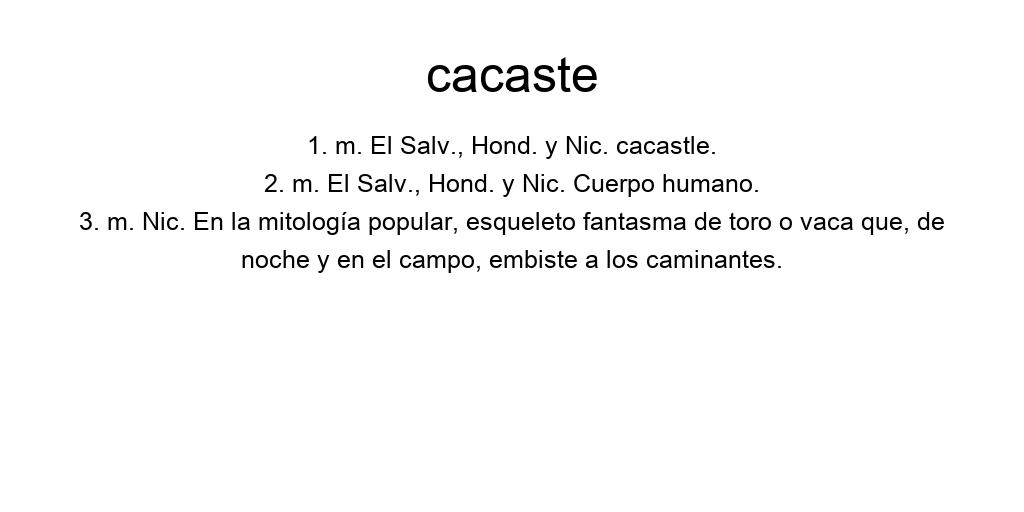 cacaste
1. m. El Salv., Hond. y Nic. cacastle.
2. m. El Salv., Hond. y Nic. Cuerpo humano.
3. m. Nic. En la mitología popular, esqueleto fantasma de toro o vaca que, de
noche y en el campo, embiste a los caminantes.